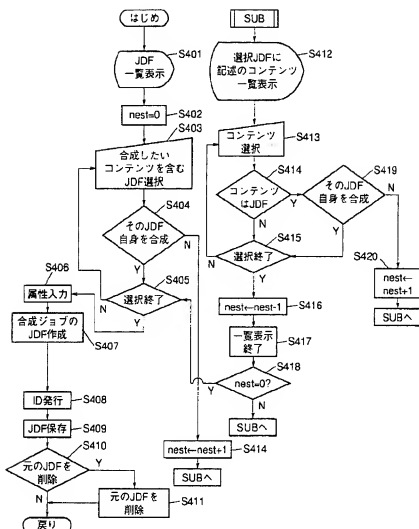 はじめ
JDF
一覧表示
S401
nest=0
S402
S403
合成したい
コンテンツを含む
JDF選択
S404
そのJDF
自身を合成
N
Y
S405
選択終了
N
Y
S406
属性入力
合成ジョブの
JDF作成
S407
ID発行
S408
JDF保存
S409
S410
元のJDFを
削除
Y
N
元のJDFを
削除
S411
戻り
nest←nest+1
S414
SUBへ
SUB
S412
選択JDFに
記述のコンテンツ
一覧表示
コンテンツ
選択
S413
S414
コンテンツ
はJDF
Y
N
S419
そのJDF
自身を合成
N
Y
S415
選択終了
N
Y
S420
nest←
nest+1
SUBへ
nest←nest-1
S416
一覧表示
終了
S417
S418
nest=0?
Y
N
SUBへ